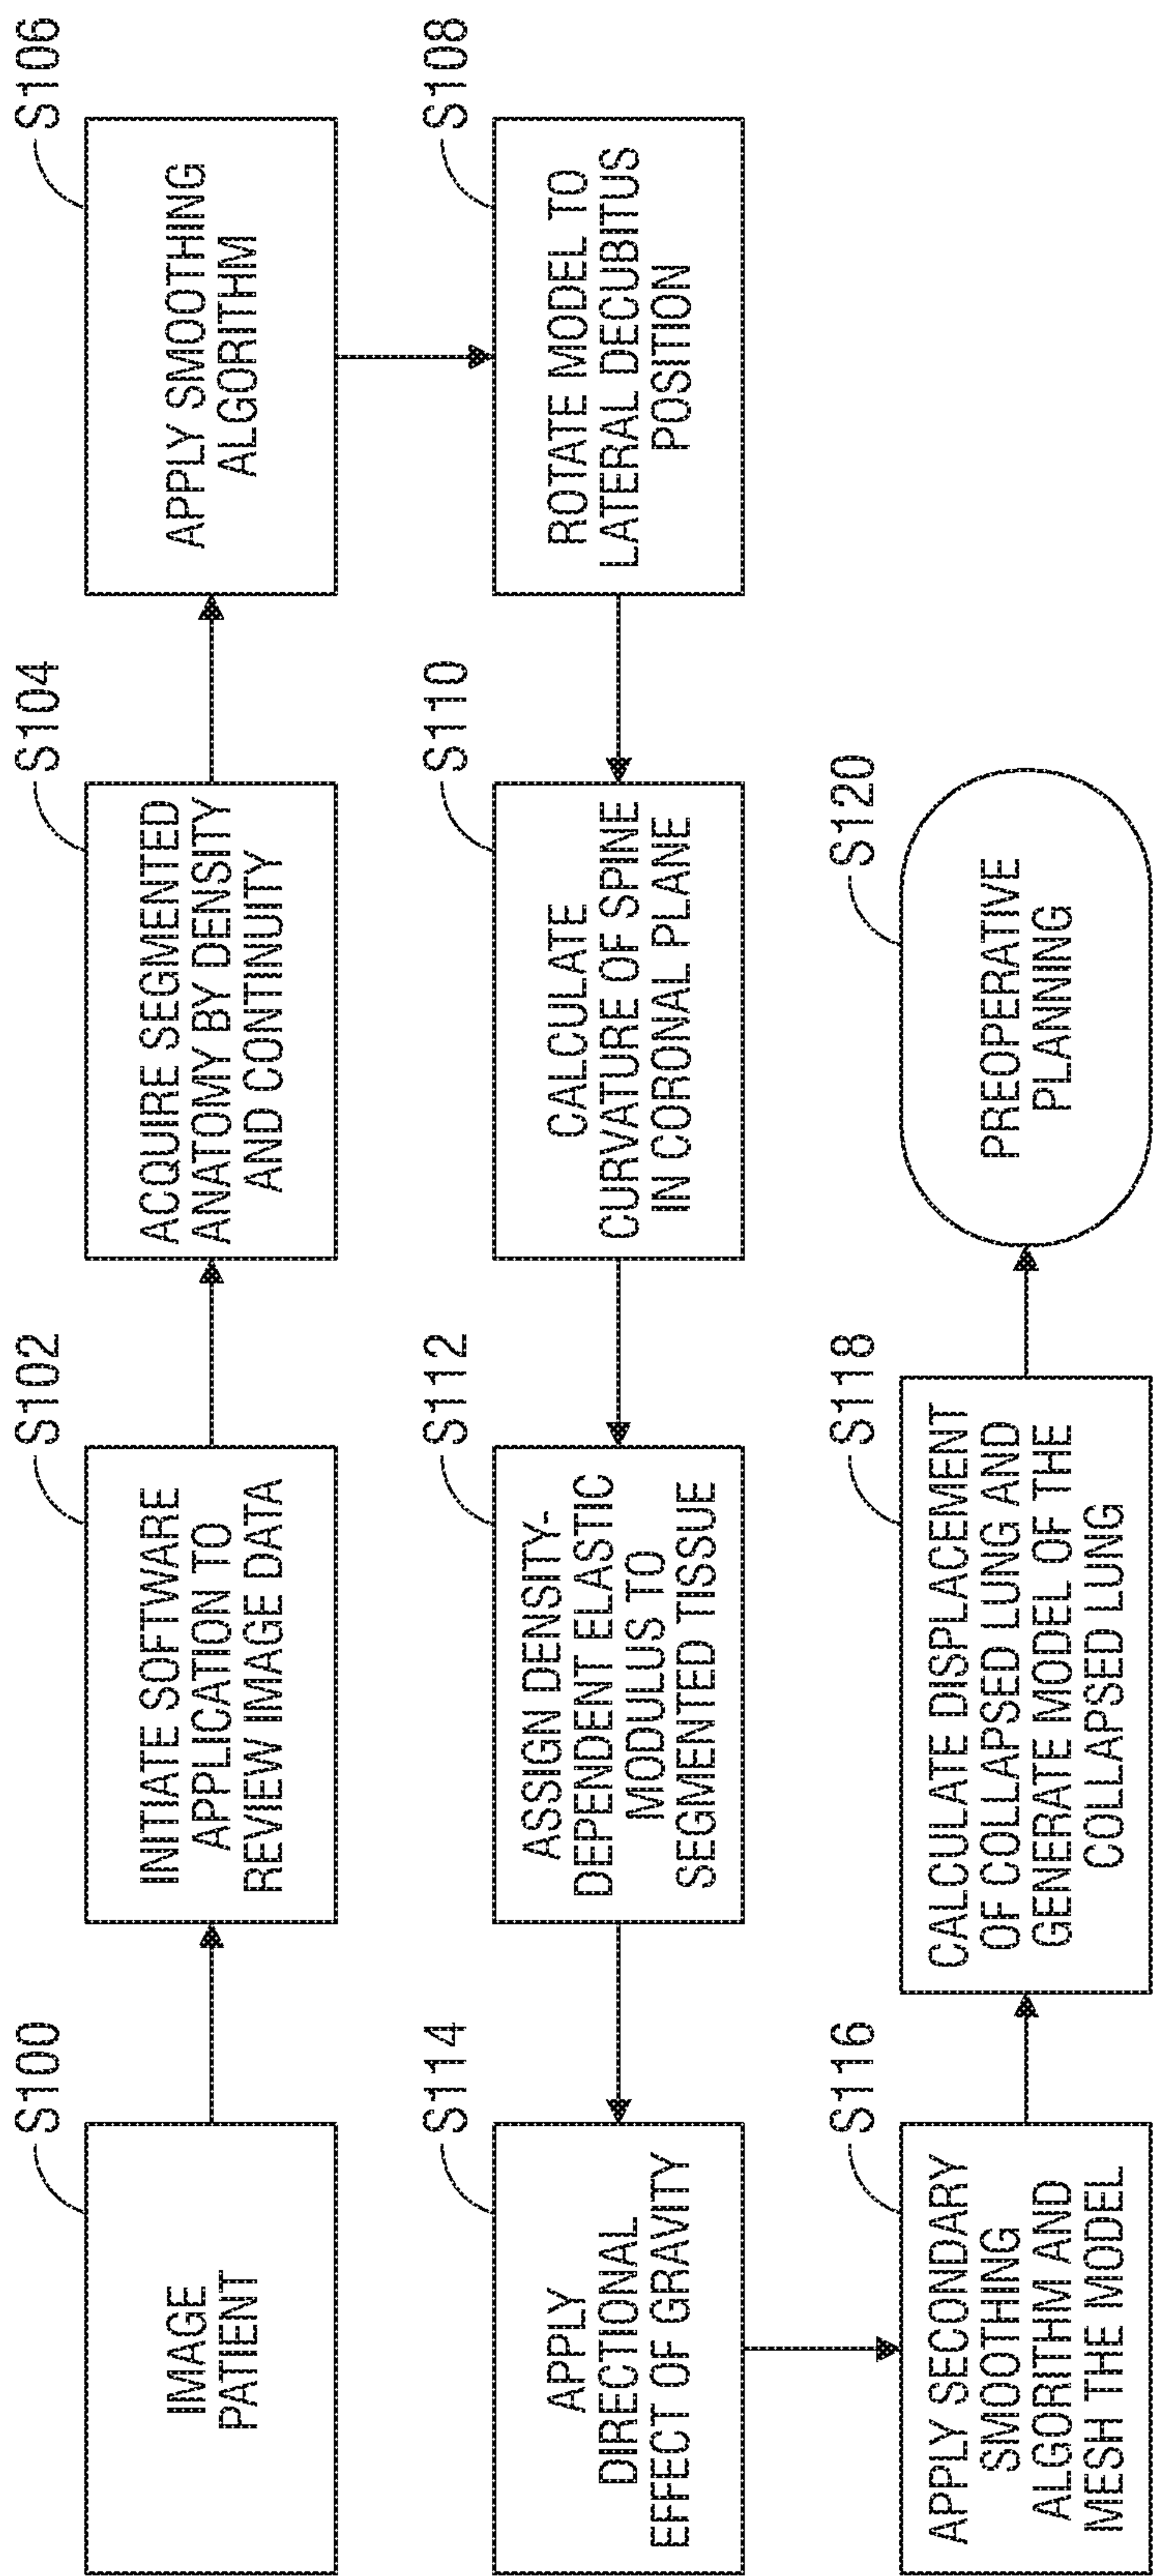 S100
IMAGE
PATIENT
S102
INITIATE SOFTWARE
APPLICATION TO
REVIEW IMAGE DATA
S104
ACQUIRE SEGMENTED
ANATOMY BY DENSITY
AND CONTINUITY
S106
APPLY SMOOTHING
ALGORITHM
S108
ROTATE MODEL TO
LATERAL DECUBITUS
POSITION
S110
CALCULATE
CURVATURE OF SPINE
IN CORONAL PLANE
S112
ASSIGN DENSITY-
DEPENDENT ELASTIC
MODULUS TO
SEGMENTED TISSUE
S114
APPLY
DIRECTIONAL
EFFECT OF GRAVITY
S116
APPLY SECONDARY
SMOOTHING
ALGORITHM AND
MESH THE MODEL
S118
CALCULATE DISPLACEMENT
OF COLLAPSED LUNG AND
GENERATE MODEL OF THE
COLLAPSED LUNG
S120
PREOPERATIVE
PLANNING